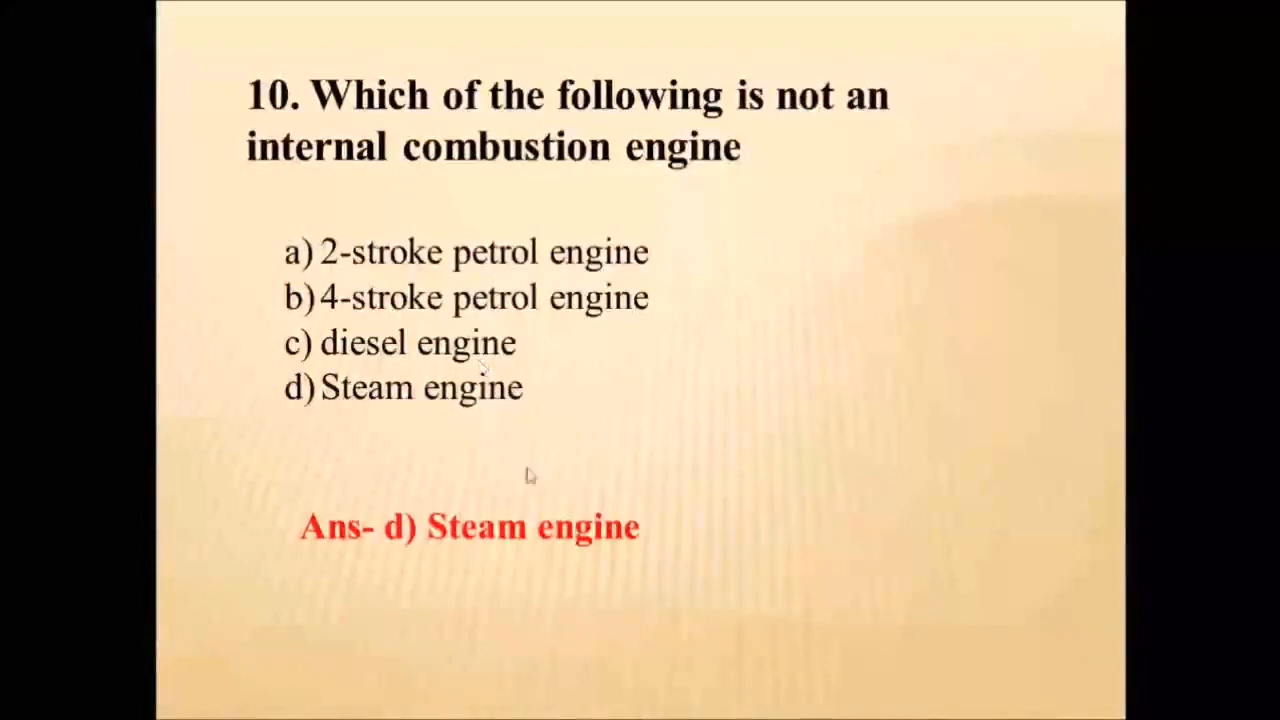 10. Which of the following is not an
internal combustion engine
a) 2-stroke petrol engine
b) 4-stroke petrol engine
c) diesel engine
d) Steam engine
Ans- d) Steam engine